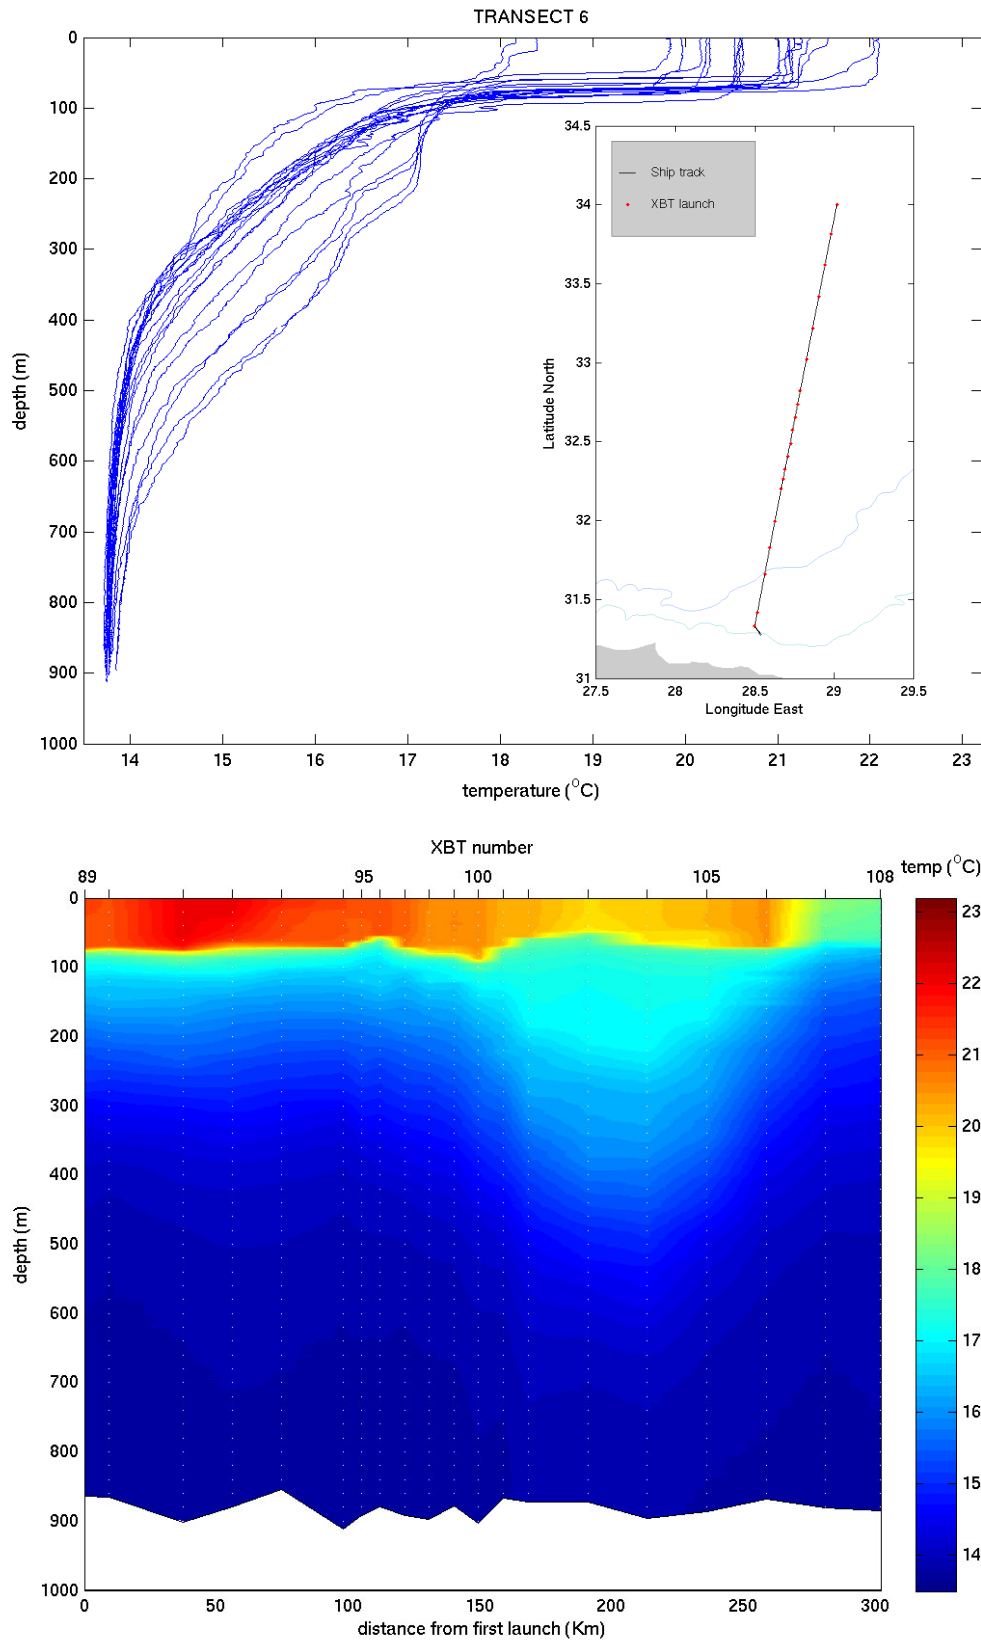 TRANSECT 6
0
100
200
300
400
500
600
700
800
900
1000
depth (m)
14 15 16 17 18 19 20 21 22 23
temperature (°C)
34.5
34
33.5
33
32.5
32
31.5
31
Latitude North
Ship track
XBT launch
27.5 28 28.5 29 29.5
Longitude East
XBT number
89 95 100 105 108
temp (°C)
0
100
200
300
400
500
600
700
800
900
1000
depth (m)
0 50 100 150 200 250 300
distance from first launch (Km)
23
22
21
20
19
18
17
16
15
14